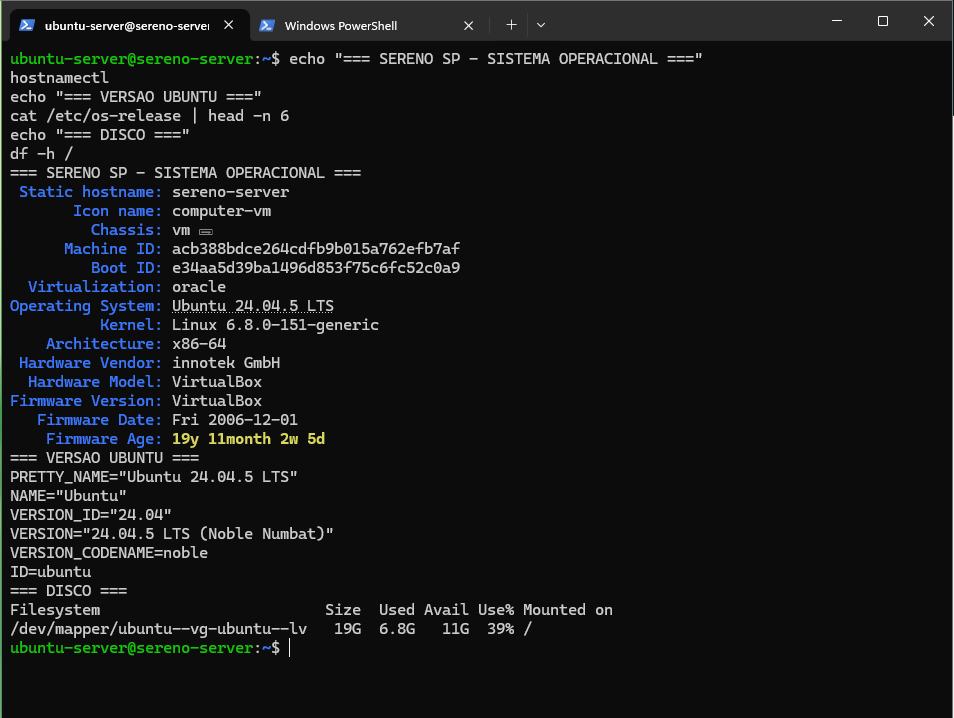 ubuntu-server@sereno-server
Windows PowerShell
ubuntu-server@sereno-server:~$ echo "=== SERENO SP - SISTEMA OPERACIONAL ==="
hostnamectl
echo "=== VERSAO UBUNTU ==="
cat /etc/os-release | head -n 6
echo "=== DISCO ==="
df -h /
=== SERENO SP - SISTEMA OPERACIONAL ===
Static hostname: sereno-server
Icon name: computer-vm
Chassis: vm
Machine ID: acb388bdce264cdfb9b015a762efb7af
Boot ID: e34aa5d39ba1496d853f75c6fc52c0a9
Virtualization: oracle
Operating System: Ubuntu 24.04.5 LTS
Kernel: Linux 6.8.0-151-generic
Architecture: x86-64
Hardware Vendor: innotek GmbH
Hardware Model: VirtualBox
Firmware Version: VirtualBox
Firmware Date: Fri 2006-12-01
Firmware Age: 19y 11month 2w 5d
=== VERSAO UBUNTU ===
PRETTY_NAME="Ubuntu 24.04.5 LTS"
NAME="Ubuntu"
VERSION_ID="24.04"
VERSION="24.04.5 LTS (Noble Numbat)"
VERSION_CODENAME=noble
ID=ubuntu
=== DISCO ===
Filesystem Size Used Avail Use% Mounted on
/dev/mapper/ubuntu--vg-ubuntu--lv 19G 6.8G 11G 39% /
ubuntu-server@sereno-server:~$